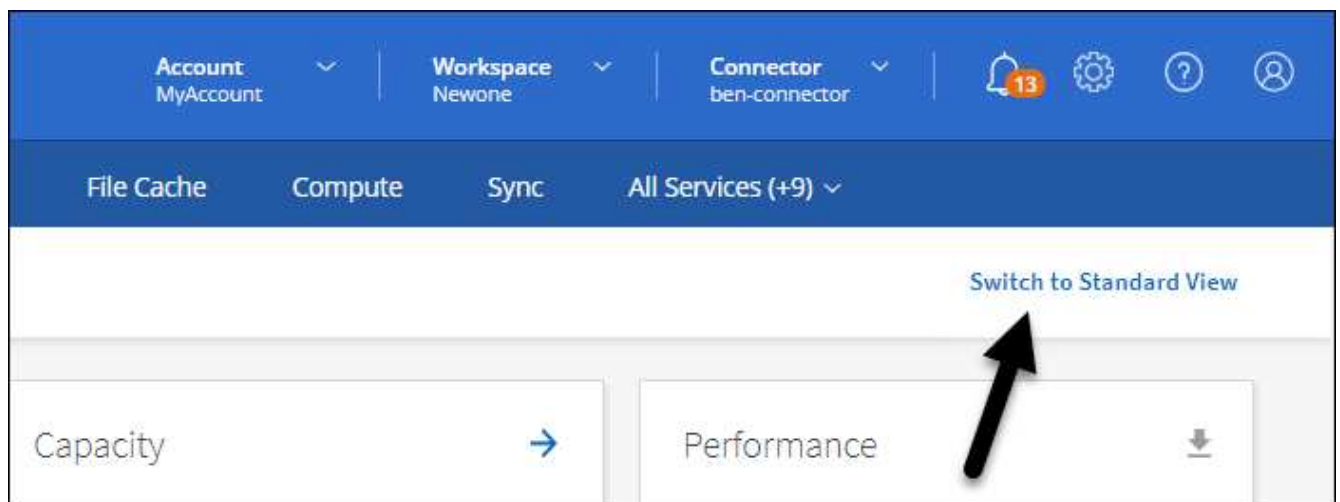 Account Workspace Connector
MyAccount Newone ben-connector
13
?
File Cache Compute Sync All Services (+9)
Switch to Standard View
Capacity Performance